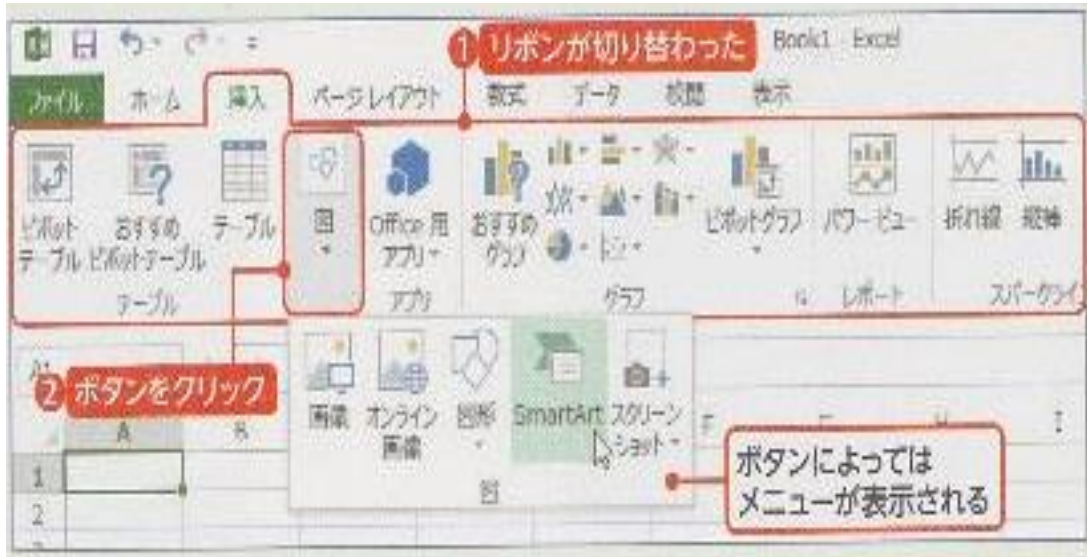 Book1 Excel
1 リボンが切り替わった
ファイル ホーム 挿入 ページレイアウト 数式 データ 校閲 表示
ピボット
テーブル
おすすめ
ピボットテーブル
テーブル
テーブル
図
Office 用
アプリ
アプリ
おすすめ
グラフ
ピボットグラフ
グラフ
パワー ビュー
レポート
折れ線
縦棒
スパークライン
2 ボタンをクリック
画像
オンライン
画像
図形
SmartArt
スクリーン
ショット
図
ボタンによっては
メニューが表示される
A B F H I
1
2